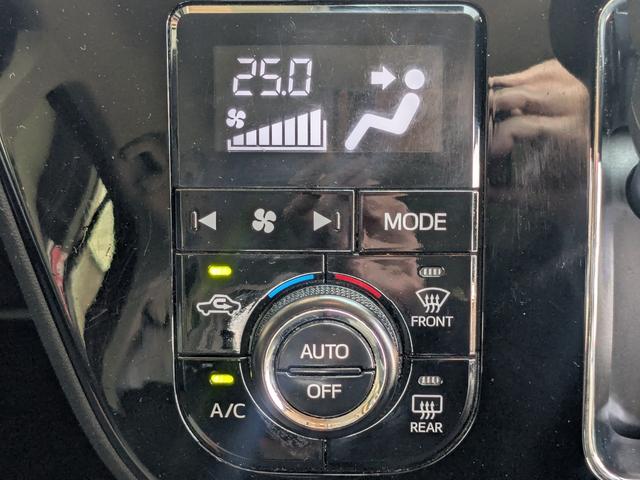 25.0
MODE
FRONT
AUTO
OFF
A/C
REAR